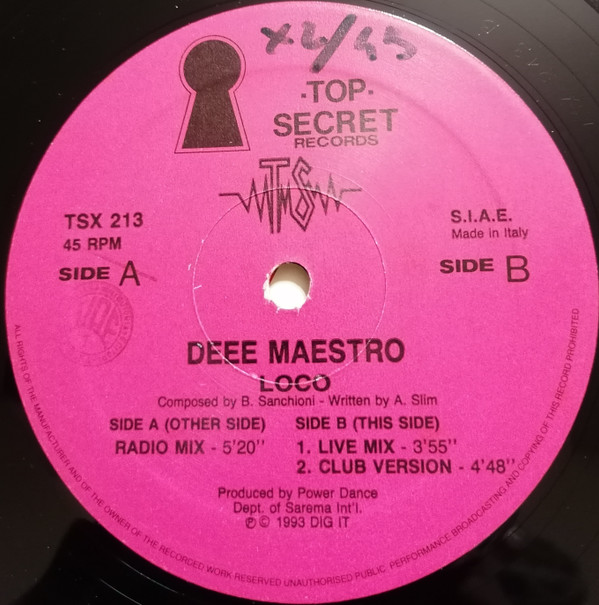 x2/45
·TOP·
SECRET
RECORDS
TMS
TSX 213
45 RPM
SIDE A
S.I.A.E.
Made in Italy
SIDE B
DEEE MAESTRO
LOCO
Composed by B. Sanchioni - Written by A. Slim
SIDE A (OTHER SIDE)
RADIO MIX - 5'20''
SIDE B (THIS SIDE)
1. LIVE MIX - 3'55''
2. CLUB VERSION - 4'48''
Produced by Power Dance
Dept. of Sarema Int'l.
℗ © 1993 DIG IT
ALL RIGHTS OF THE MANUFACTURER AND OF THE OWNER OF THE RECORDED WORK RESERVED UNAUTHORISED PUBLIC PERFORMANCE BROADCASTING AND COPYING OF THIS RECORD PROHIBITED